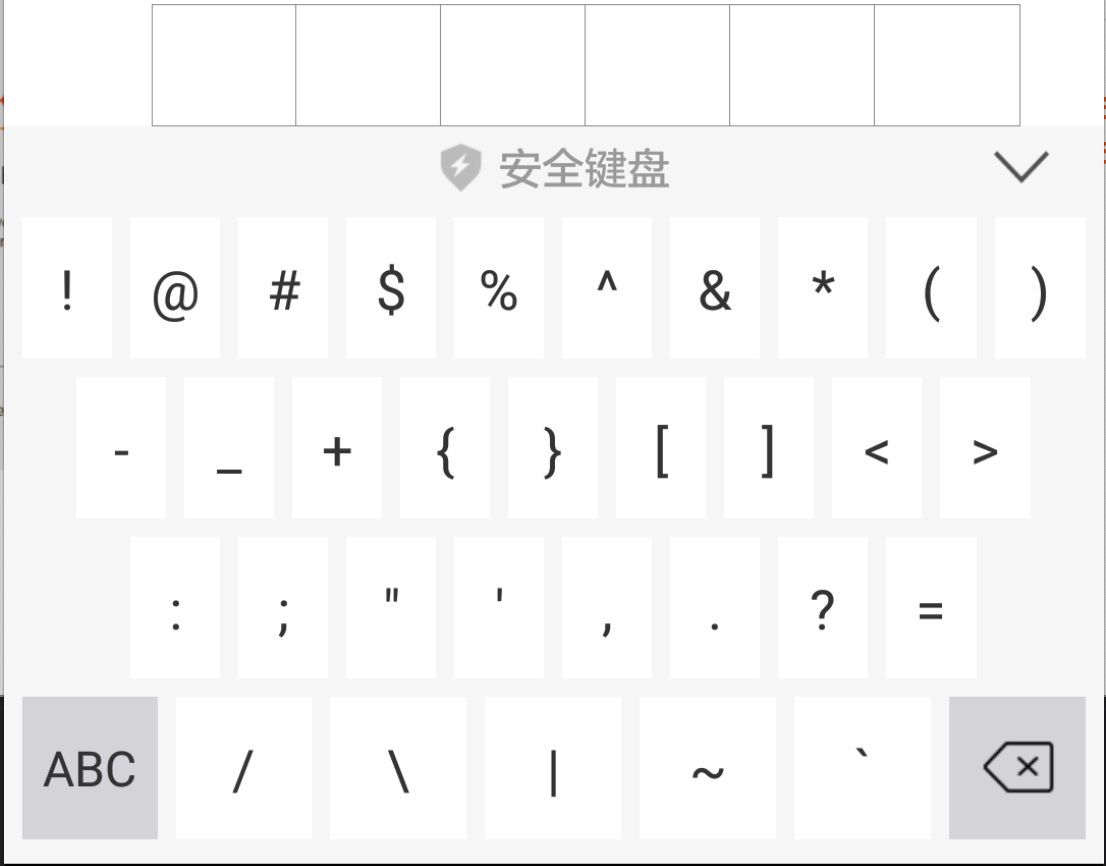 安全键盘
! @ # $ % ^ & * ( )
- _ + { } [ ] < >
: ; " ' , . ? =
ABC / \ | ~ `